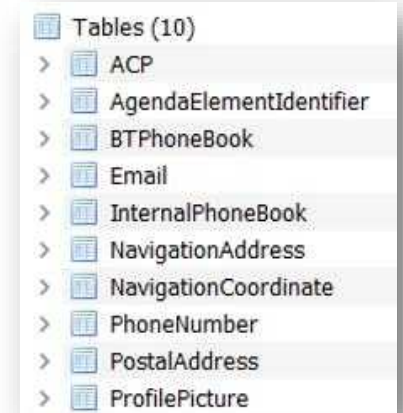 Tables (10)
ACP
AgendaElementIdentifier
BTPhoneBook
Email
InternalPhoneBook
NavigationAddress
NavigationCoordinate
PhoneNumber
PostalAddress
ProfilePicture